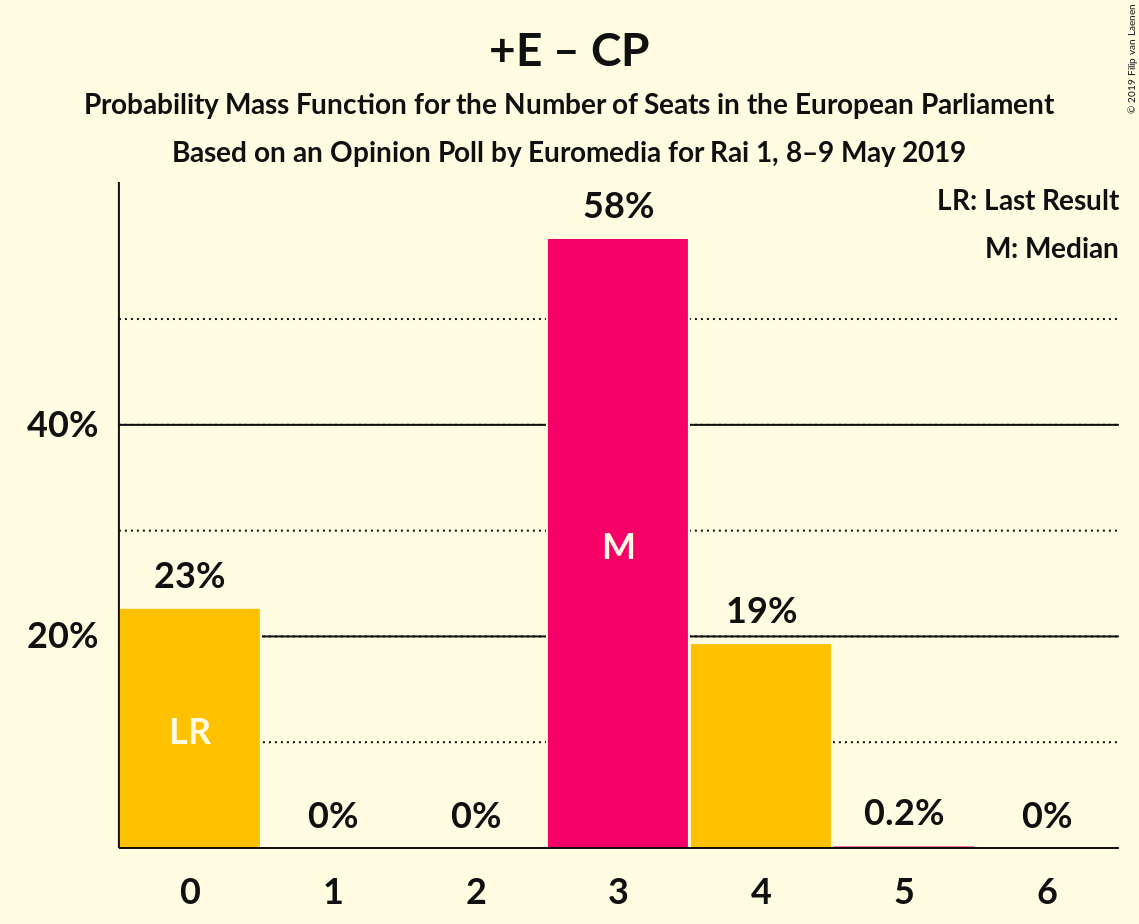 +E – CP
Probability Mass Function for the Number of Seats in the European Parliament
Based on an Opinion Poll by Euromedia for Rai 1, 8–9 May 2019
© 2019 Filip van Laenen
LR: Last Result
M: Median
58%
40%
M
23%
19%
20%
LR
0%
0%
0.2%
0%
0
1
2
3
4
5
6